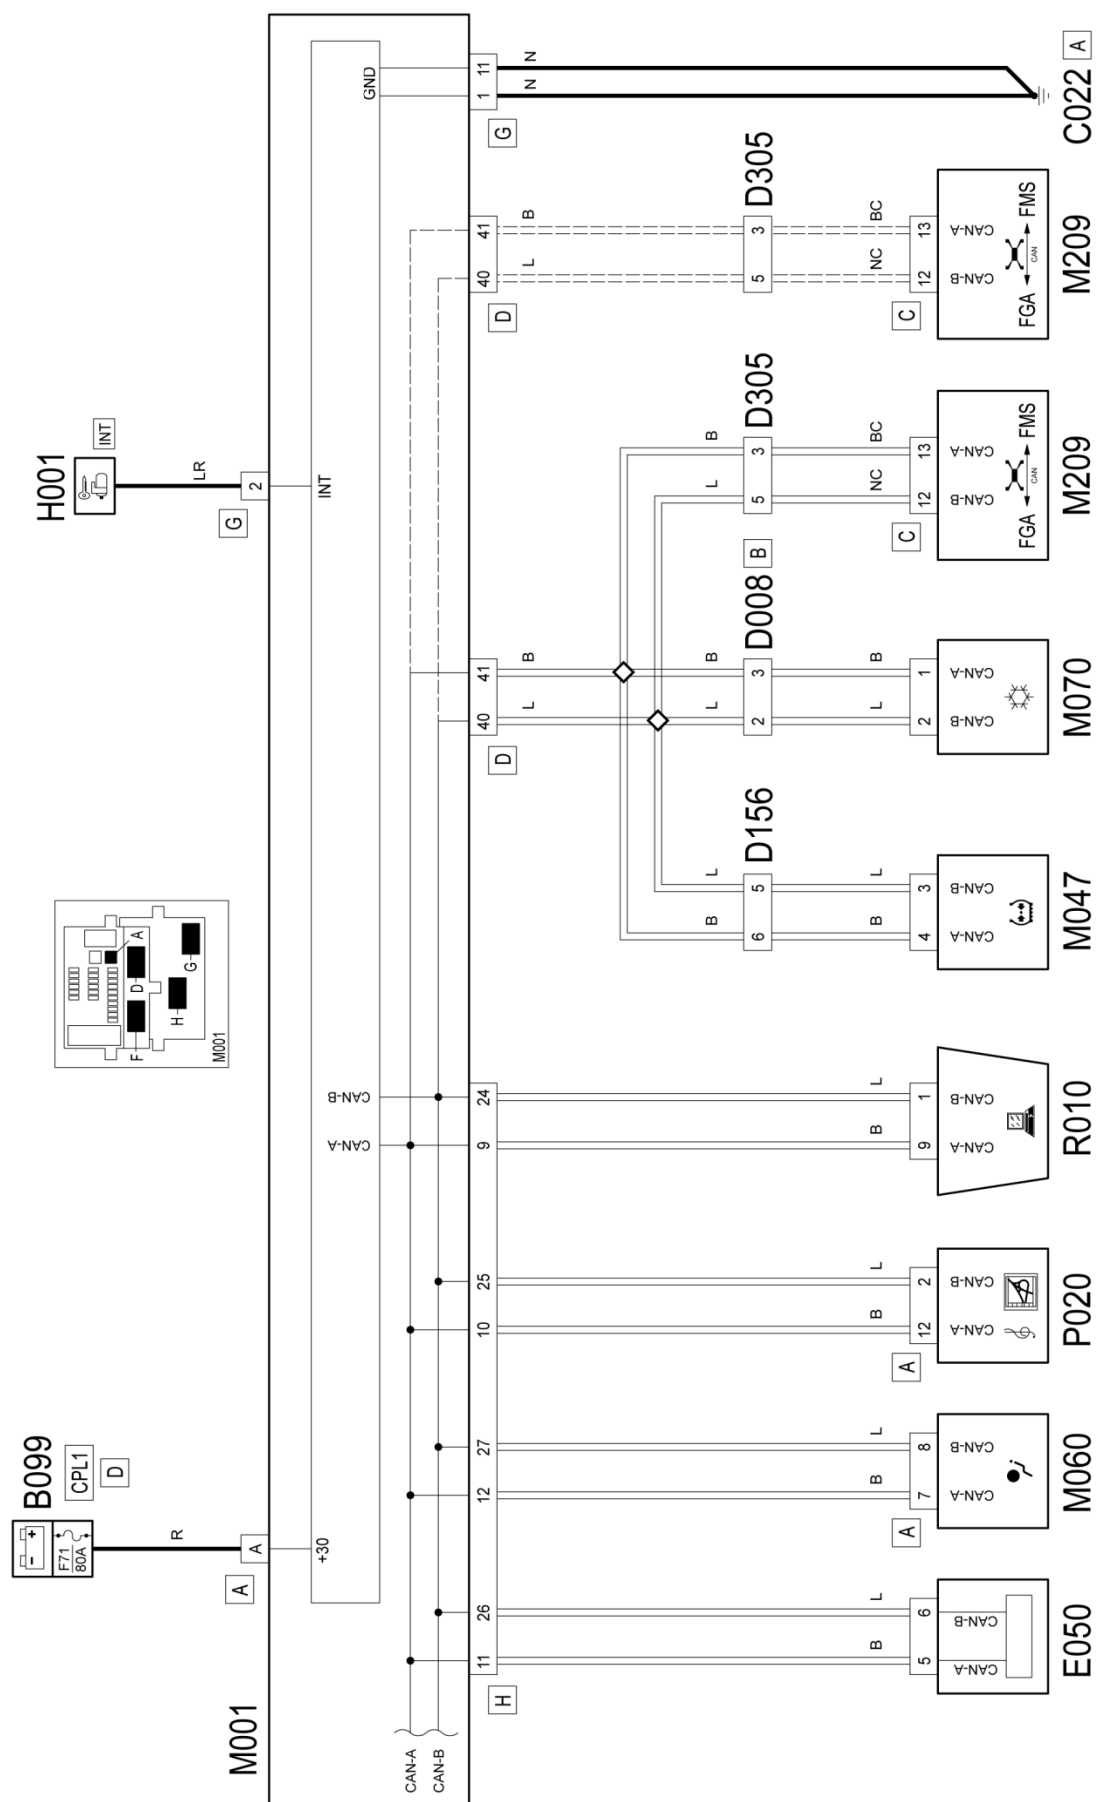 M001
B099
CPL1
D
F71
80A
R
A
A
+30
M001
F
D
A
H
G
H001
INT
LR
2
G
INT
GND
CAN-A
CAN-B
CAN-A
CAN-B
11
26
12
27
10
25
9
24
H
40
41
D
40
41
D
1
11
G
B
L
B
L
B
L
B
L
L
B
L
B
N
N
B
L
L
B
L
B
D156
6
5
D008
B
2
3
D305
5
3
D305
5
3
B
L
L
B
NC
BC
NC
BC
5
6
CAN-A
CAN-B
E050
A
7
8
CAN-A
CAN-B
M060
A
12
2
CAN-A
CAN-B
P020
9
1
CAN-A
CAN-B
R010
4
3
CAN-A
CAN-B
M047
2
1
CAN-B
CAN-A
M070
C
12
13
CAN-B
CAN-A
FGA
CAN
FMS
M209
C
12
13
CAN-B
CAN-A
FGA
CAN
FMS
M209
C022
A